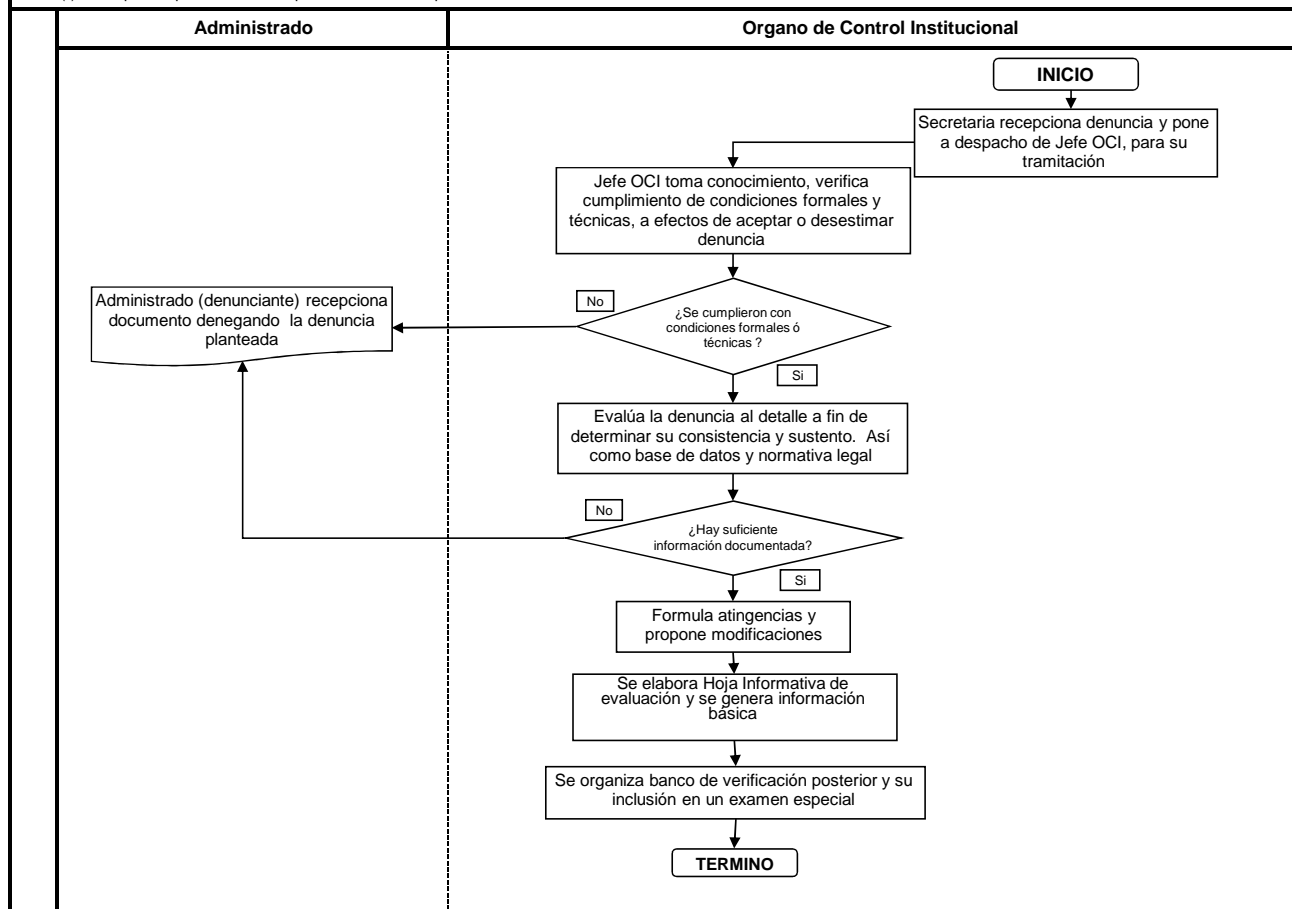 Administrado
Organo de Control Institucional
INICIO
Secretaria recepciona denuncia y pone
a despacho de Jefe OCI, para su
tramitación
Jefe OCI toma conocimiento, verifica
cumplimiento de condiciones formales y
técnicas, a efectos de aceptar o desestimar
denuncia
No
¿Se cumplieron con
condiciones formales ó
técnicas ?
Administrado (denunciante) recepciona
documento denegando la denuncia
planteada
Si
Evalúa la denuncia al detalle a fin de
determinar su consistencia y sustento. Así
como base de datos y normativa legal
No
¿Hay suficiente
información documentada?
Si
Formula atingencias y
propone modificaciones
Se elabora Hoja Informativa de
evaluación y se genera información
básica
Se organiza banco de verificación posterior y su
inclusión en un examen especial
TERMINO